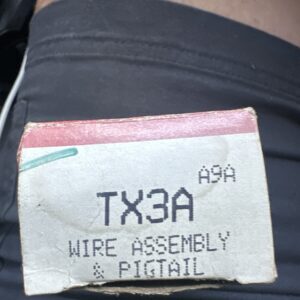 A9A
TX3A
WIRE ASSEMBLY
& PIGTAIL